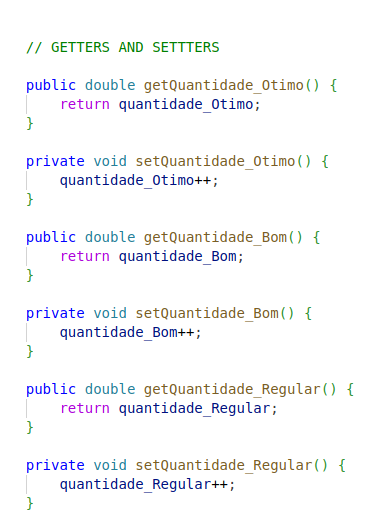 // GETTERS AND SETTTERS
public double getQuantidade_Otimo() {
return quantidade_Otimo;
}
private void setQuantidade_Otimo() {
quantidade_Otimo++;
}
public double getQuantidade_Bom() {
return quantidade_Bom;
}
private void setQuantidade_Bom() {
quantidade_Bom++;
}
public double getQuantidade_Regular() {
return quantidade_Regular;
}
private void setQuantidade_Regular() {
quantidade_Regular++;
}